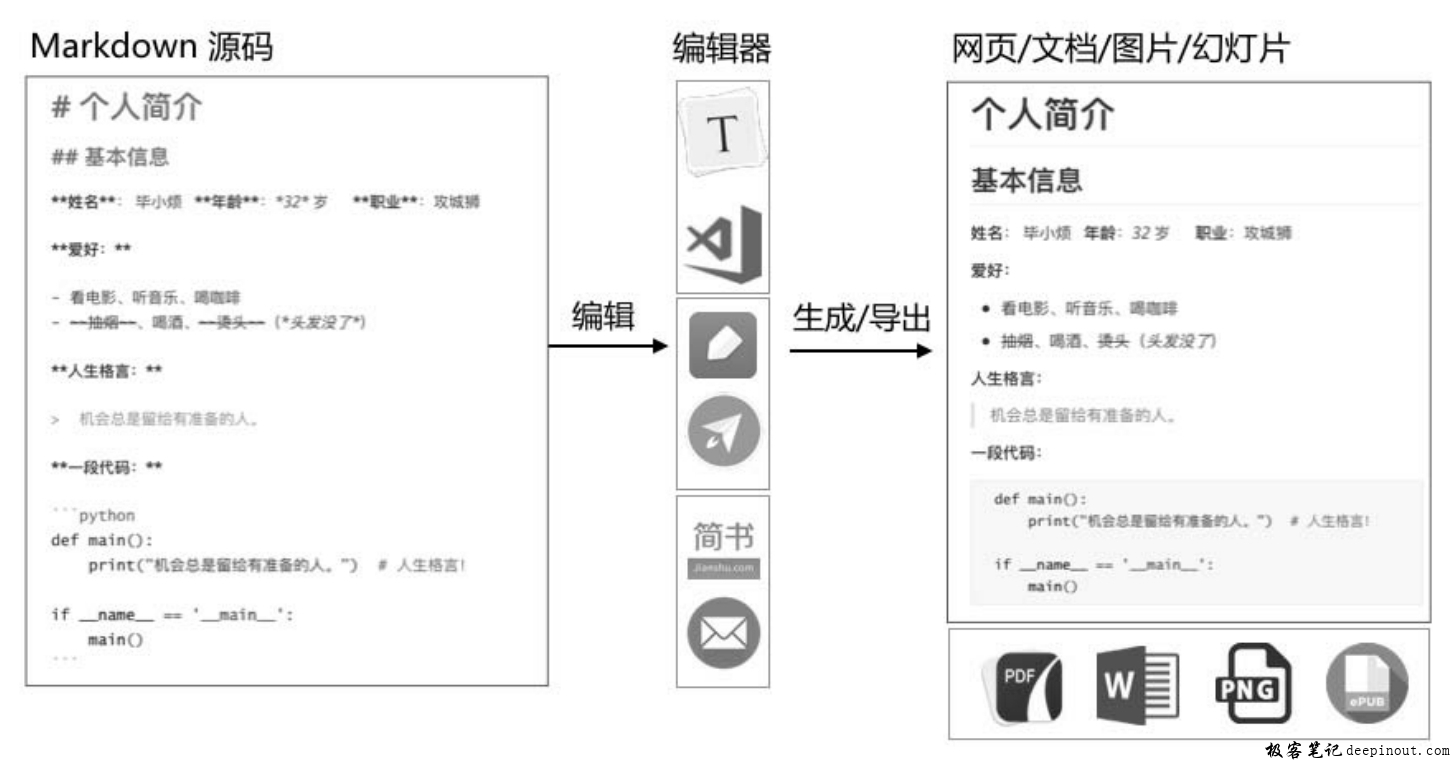 Markdown 源码
# 个人简介
## 基本信息
**姓名**： 毕小烦 **年龄**：*32* 岁 **职业**：攻城狮
**爱好：**
- 看电影、听音乐、喝咖啡
- ~~抽烟~~、喝酒、~~烫头~~（*头发没了*）
**人生格言：**
> 机会总是留给有准备的人。
**一段代码：**
```python
def main():
    print("机会总是留给有准备的人。")  # 人生格言!
if __name__ == '__main__':
    main()
```
编辑
编辑器
T
简书
Jianshu.com
生成/导出
网页/文档/图片/幻灯片
个人简介
基本信息
姓名： 毕小烦 年龄：32 岁 职业：攻城狮
爱好：
• 看电影、听音乐、喝咖啡
• 抽烟、喝酒、烫头（头发没了）
人生格言：
机会总是留给有准备的人。
一段代码：
def main():
    print("机会总是留给有准备的人。")  # 人生格言!
if __name__ == '__main__':
    main()
PDF
W
PNG
ePUB
极客笔记 deepinout.com